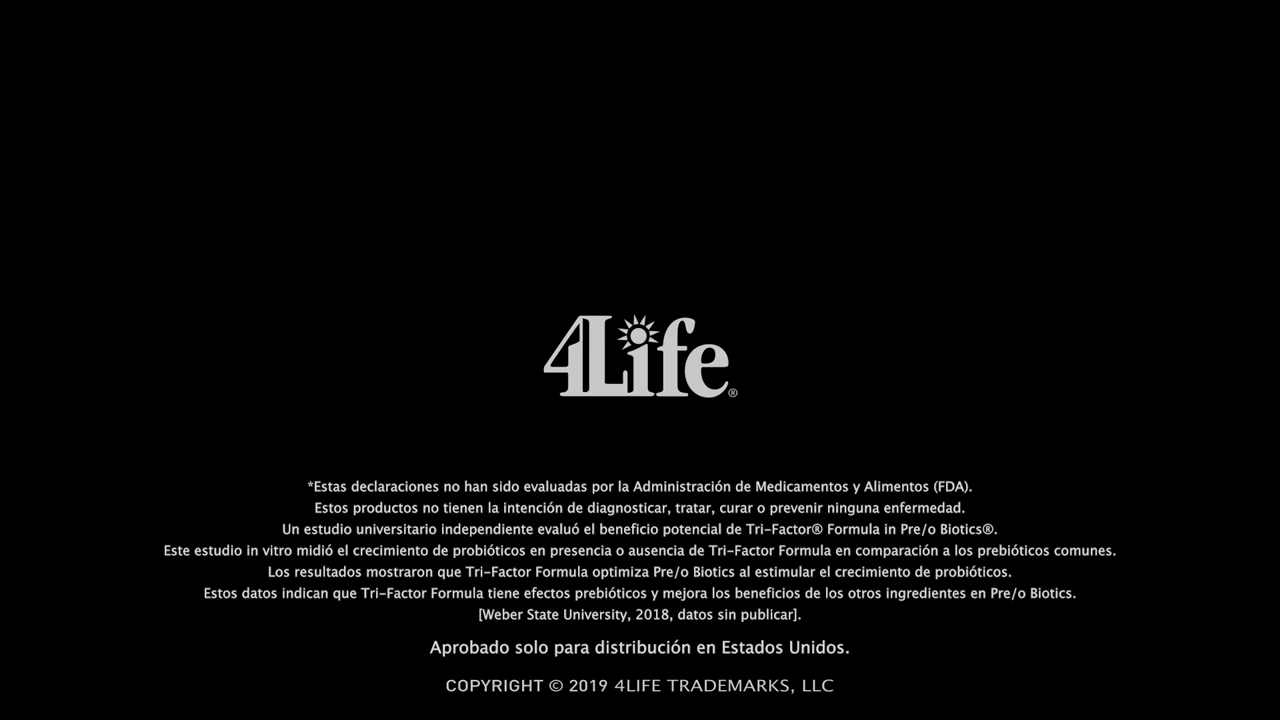 4Life®
*Estas declaraciones no han sido evaluadas por la Administración de Medicamentos y Alimentos (FDA).
Estos productos no tienen la intención de diagnosticar, tratar, curar o prevenir ninguna enfermedad.
Un estudio universitario independiente evaluó el beneficio potencial de Tri-Factor® Formula in Pre/o Biotics®.
Este estudio in vitro midió el crecimiento de probióticos en presencia o ausencia de Tri-Factor Formula en comparación a los prebióticos comunes.
Los resultados mostraron que Tri-Factor Formula optimiza Pre/o Biotics al estimular el crecimiento de probióticos.
Estos datos indican que Tri-Factor Formula tiene efectos prebióticos y mejora los beneficios de los otros ingredientes en Pre/o Biotics.
[Weber State University, 2018, datos sin publicar].
Aprobado solo para distribución en Estados Unidos.
COPYRIGHT © 2019 4LIFE TRADEMARKS, LLC